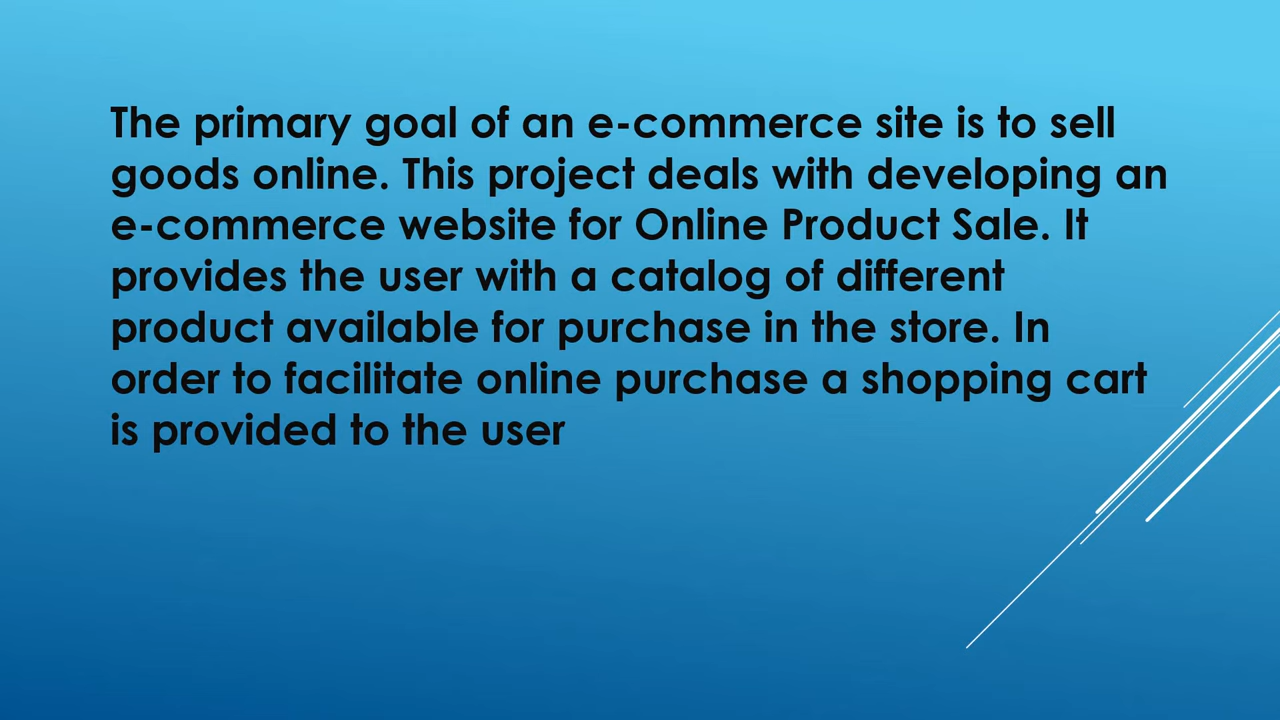 The primary goal of an e-commerce site is to sell
goods online. This project deals with developing an
e-commerce website for Online Product Sale. It
provides the user with a catalog of different
product available for purchase in the store. In
order to facilitate online purchase a shopping cart
is provided to the user